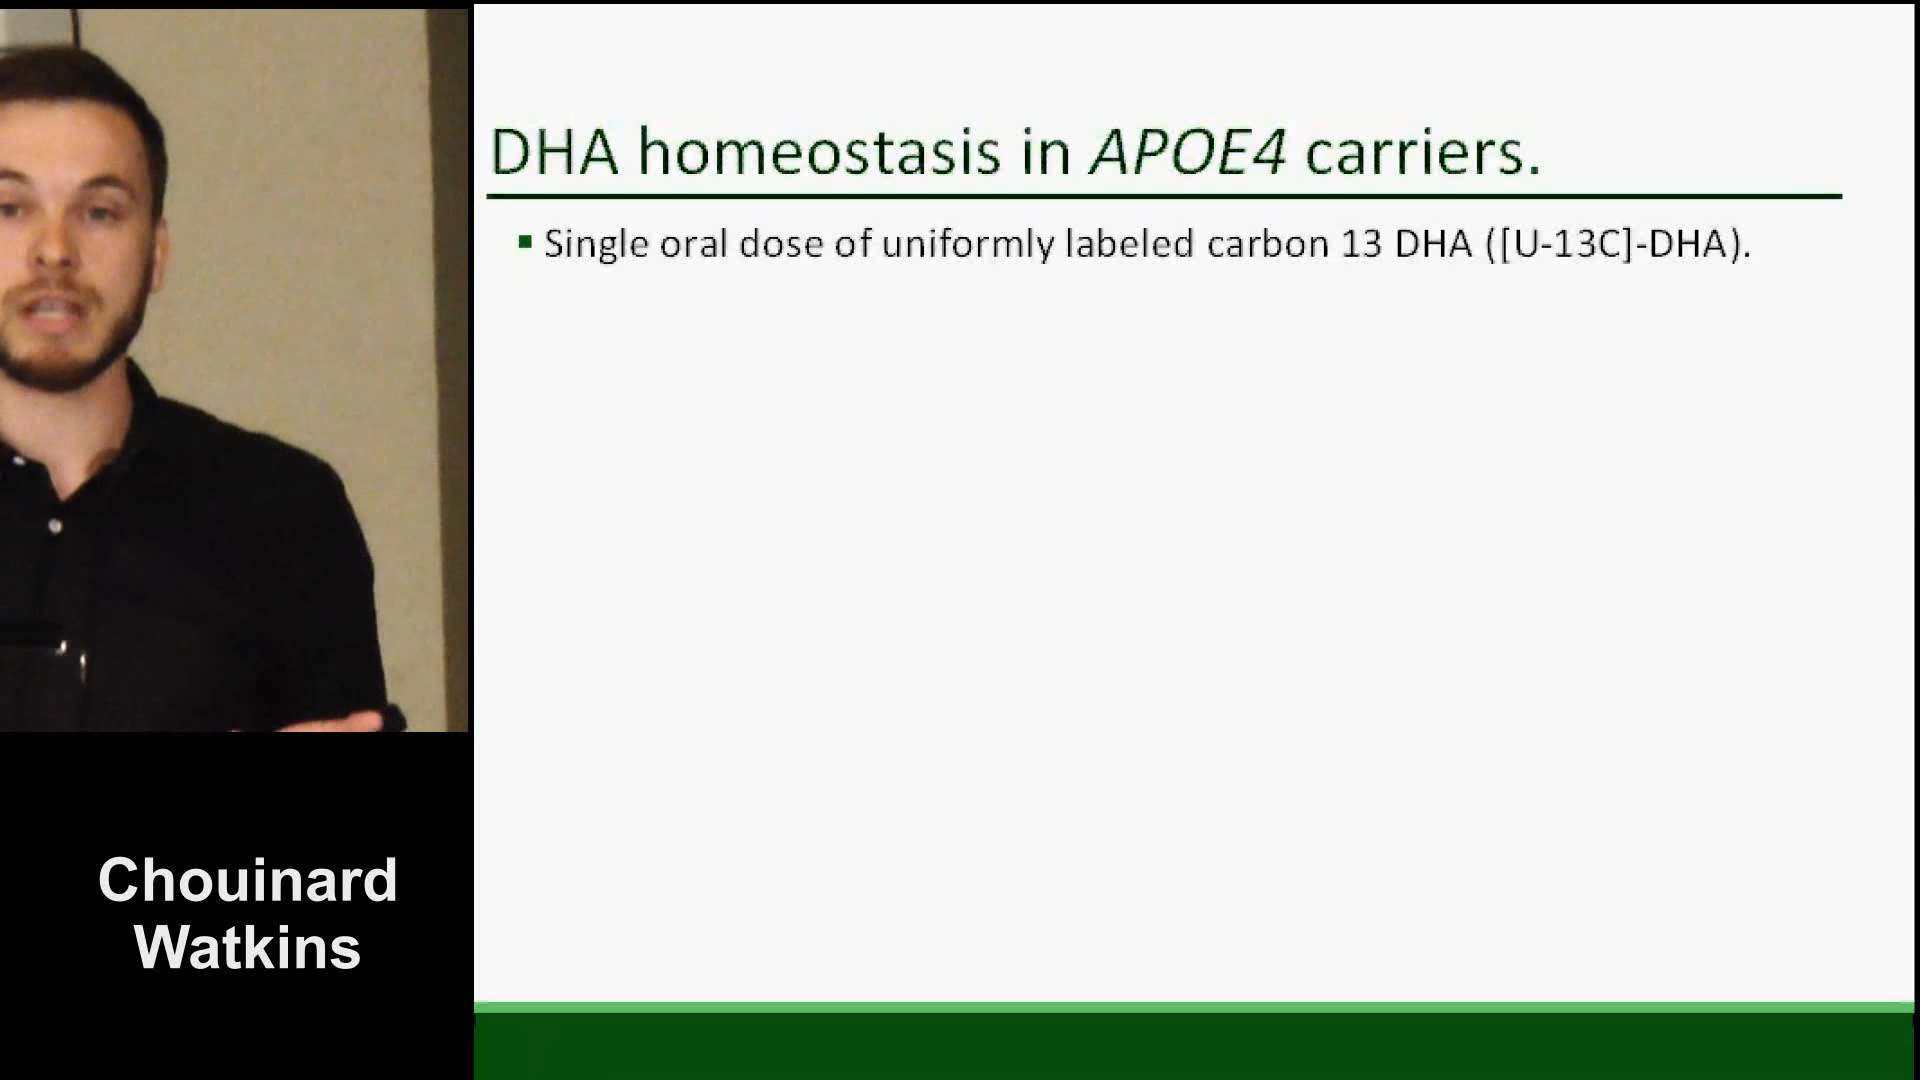 DHA homeostasis in APOE4 carriers.
Single oral dose of uniformly labeled carbon 13 DHA ([U-13C]-DHA).
Chouinard
Watkins